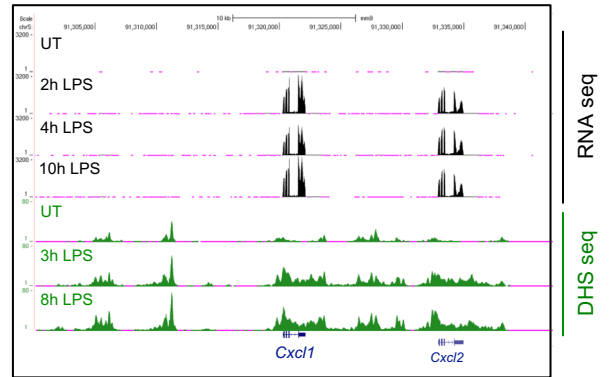 Scale 10 kb mm9
chr5: 91,305,000 91,310,000 91,315,000 91,320,000 91,325,000 91,330,000 91,335,000 91,340,000
3200
UT
1
3200
2h LPS
1
3200
4h LPS
1
3200
10h LPS
1
80
UT
1
80
3h LPS
1
80
8h LPS
1
Cxcl1
Cxcl2
RNA seq
DHS seq